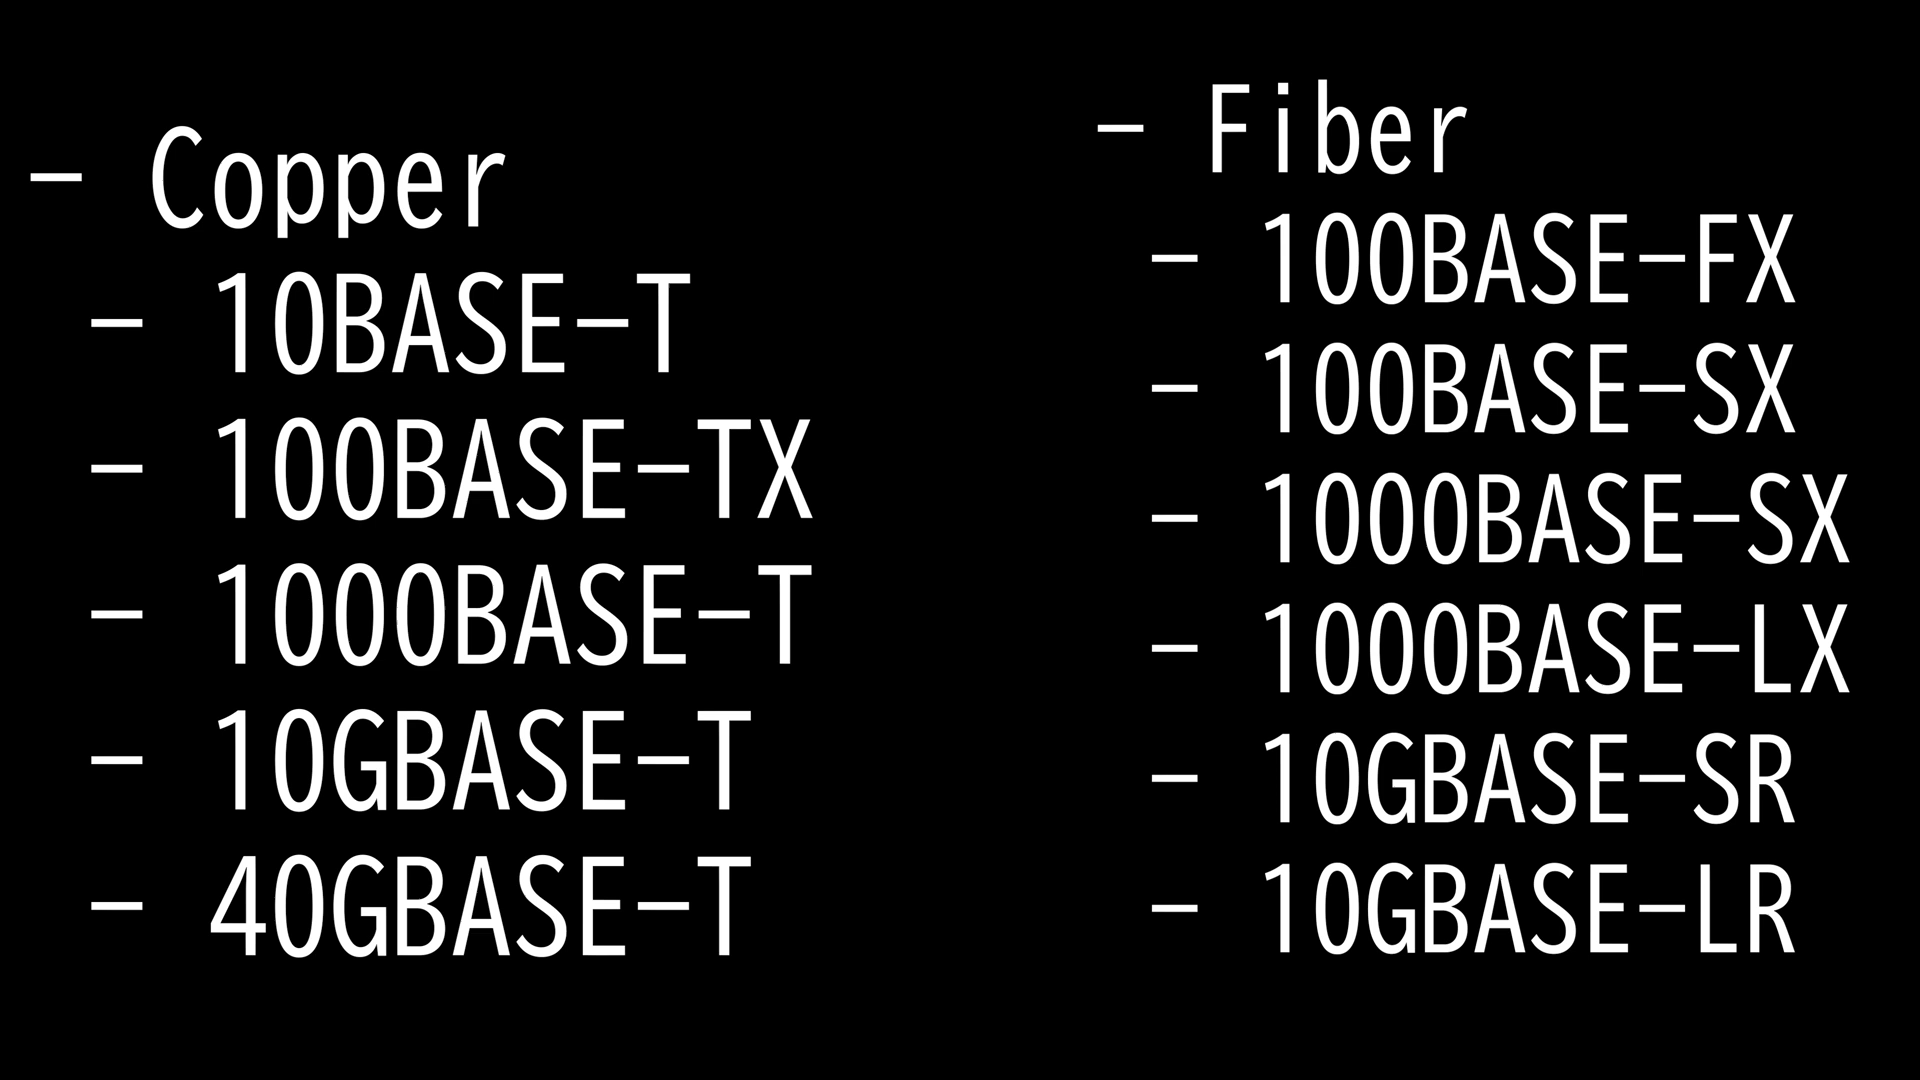 - Copper
- 10BASE-T
- 100BASE-TX
- 1000BASE-T
- 10GBASE-T
- 40GBASE-T
- Fiber
- 100BASE-FX
- 100BASE-SX
- 1000BASE-SX
- 1000BASE-LX
- 10GBASE-SR
- 10GBASE-LR